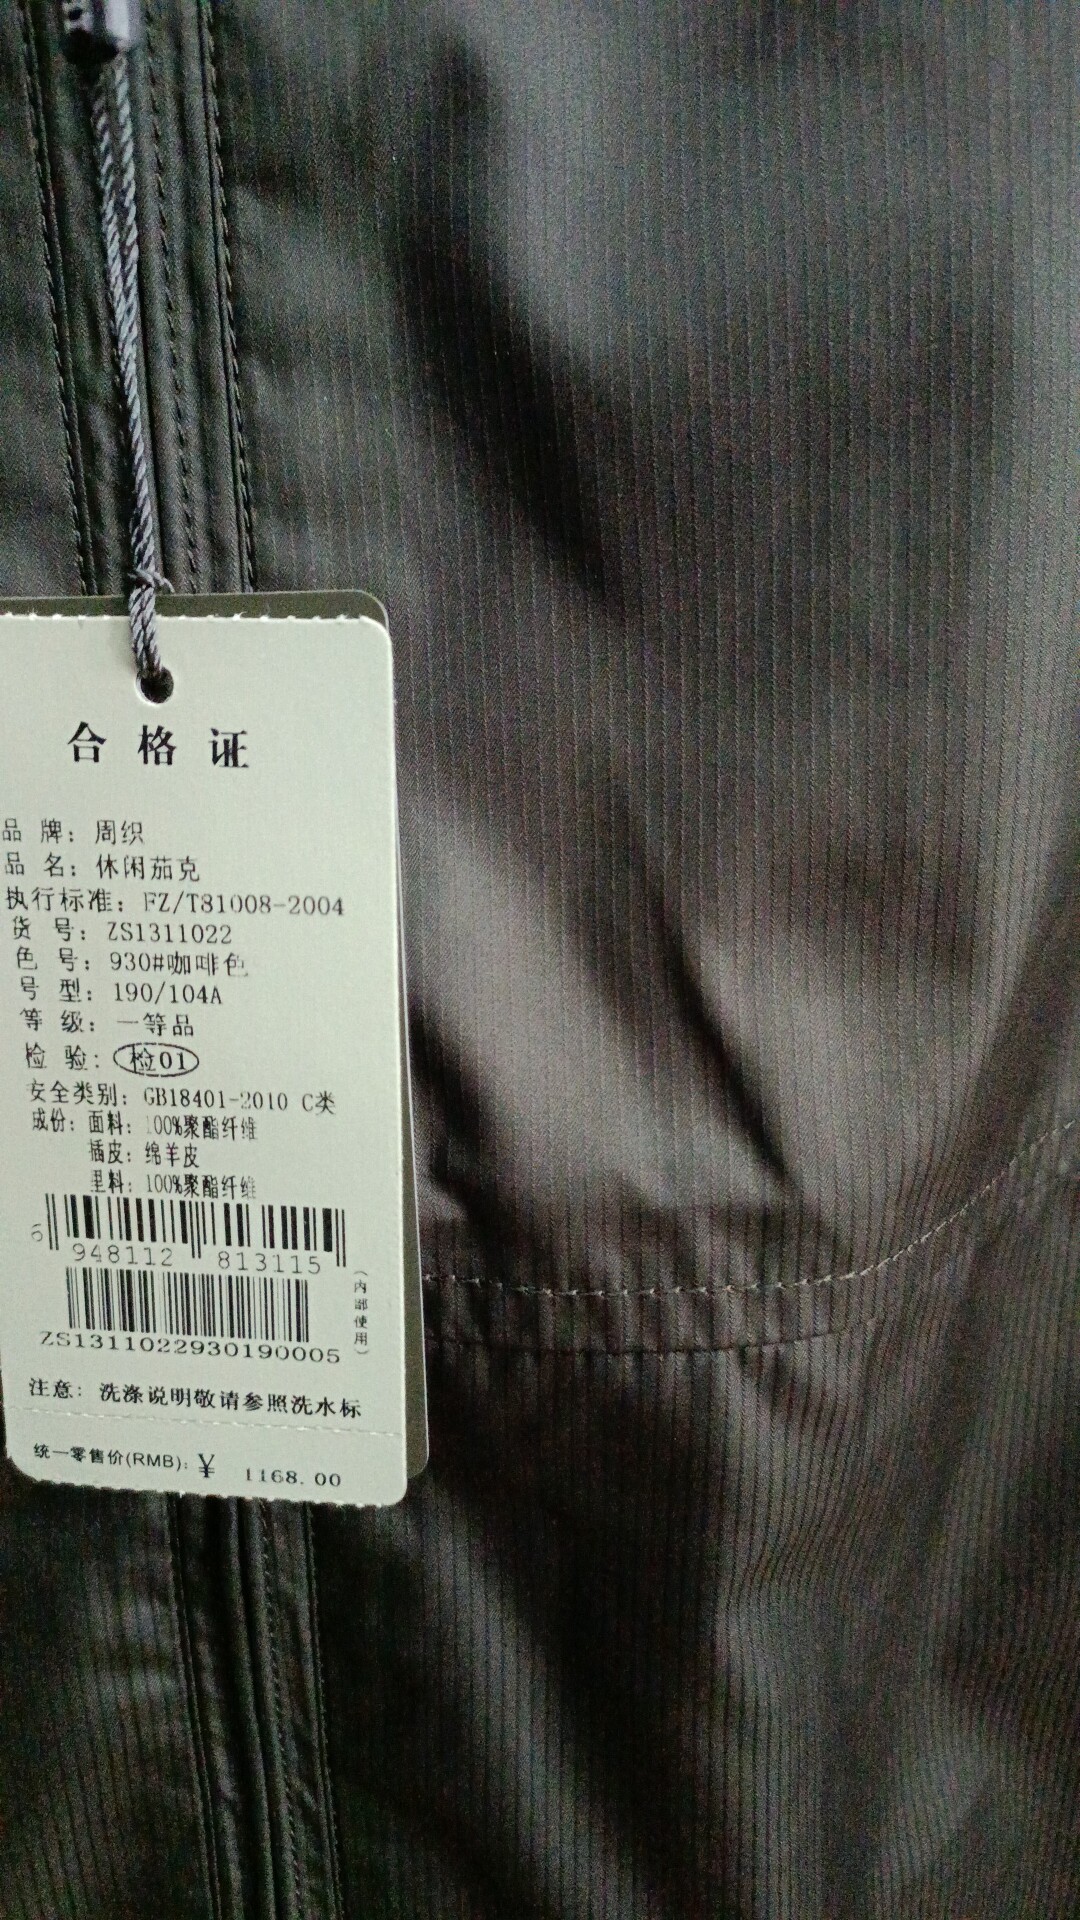 合格证
品 牌：周织
品 名：休闲茄克
执行标准：FZ/T81008-2004
货 号：ZS1311022
色 号：930#咖啡色
号 型：190/104A
等 级：一等品
检 验：检01
安全类别：GB18401-2010 C类
成份：面料：100%聚酯纤维
插皮：绵羊皮
里料：100%聚酯纤维
6 948112 813115
ZS1311022930190005
（内部使用）
注意：洗涤说明敬请参照洗水标
统一零售价(RMB)：¥ 1168.00